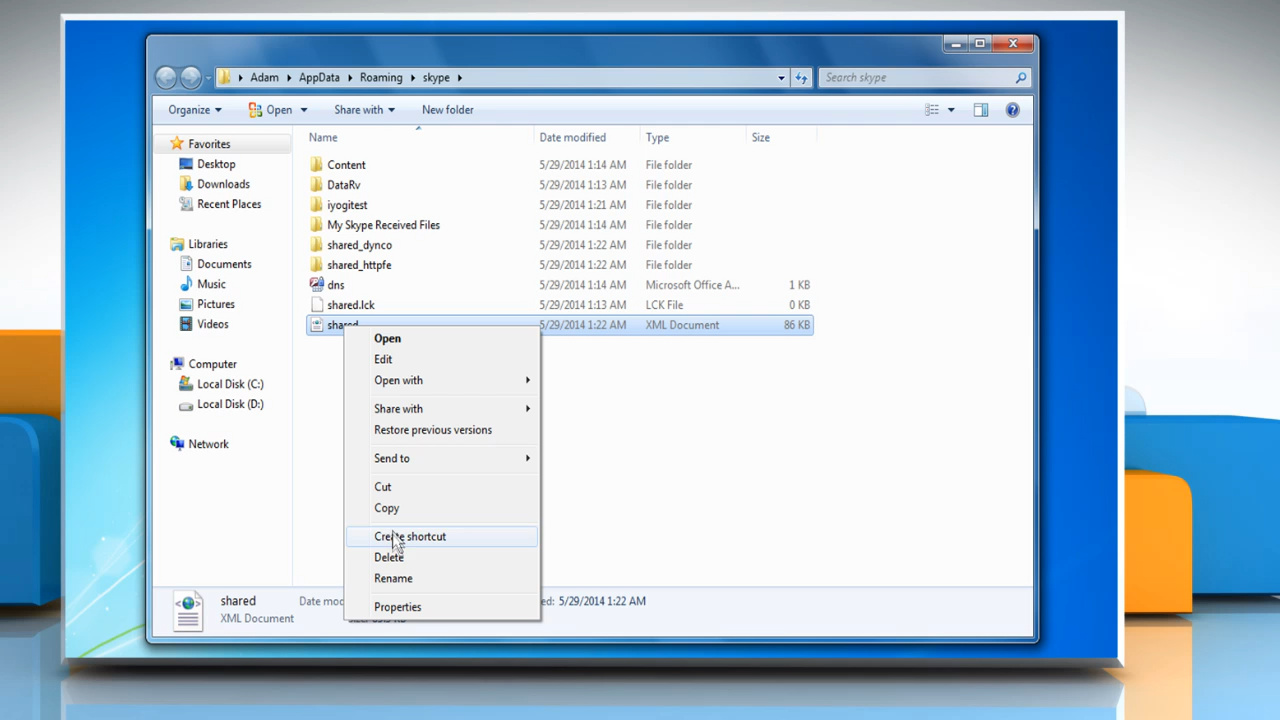 Adam AppData Roaming skype
Search skype
Organize Open Share with New folder
Name Date modified Type Size
Favorites
Desktop
Downloads
Recent Places
Libraries
Documents
Music
Pictures
Videos
Computer
Local Disk (C:)
Local Disk (D:)
Network
Content 5/29/2014 1:14 AM File folder
DataRv 5/29/2014 1:13 AM File folder
iyogitest 5/29/2014 1:21 AM File folder
My Skype Received Files 5/29/2014 1:14 AM File folder
shared_dynco 5/29/2014 1:22 AM File folder
shared_httpfe 5/29/2014 1:22 AM File folder
dns 5/29/2014 1:14 AM Microsoft Office A... 1 KB
shared.lck 5/29/2014 1:13 AM LCK File 0 KB
shared 5/29/2014 1:22 AM XML Document 86 KB
Open
Edit
Open with
Share with
Restore previous versions
Send to
Cut
Copy
Create shortcut
Delete
Rename
Properties
shared Date mo ed: 5/29/2014 1:22 AM
XML Document